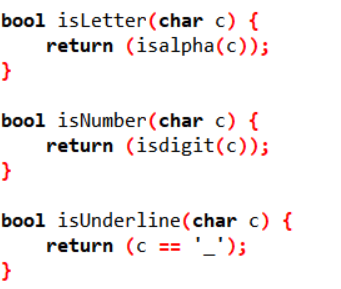 bool isLetter(char c) {
    return (isalpha(c));
}

bool isNumber(char c) {
    return (isdigit(c));
}

bool isUnderline(char c) {
    return (c == '_');
}